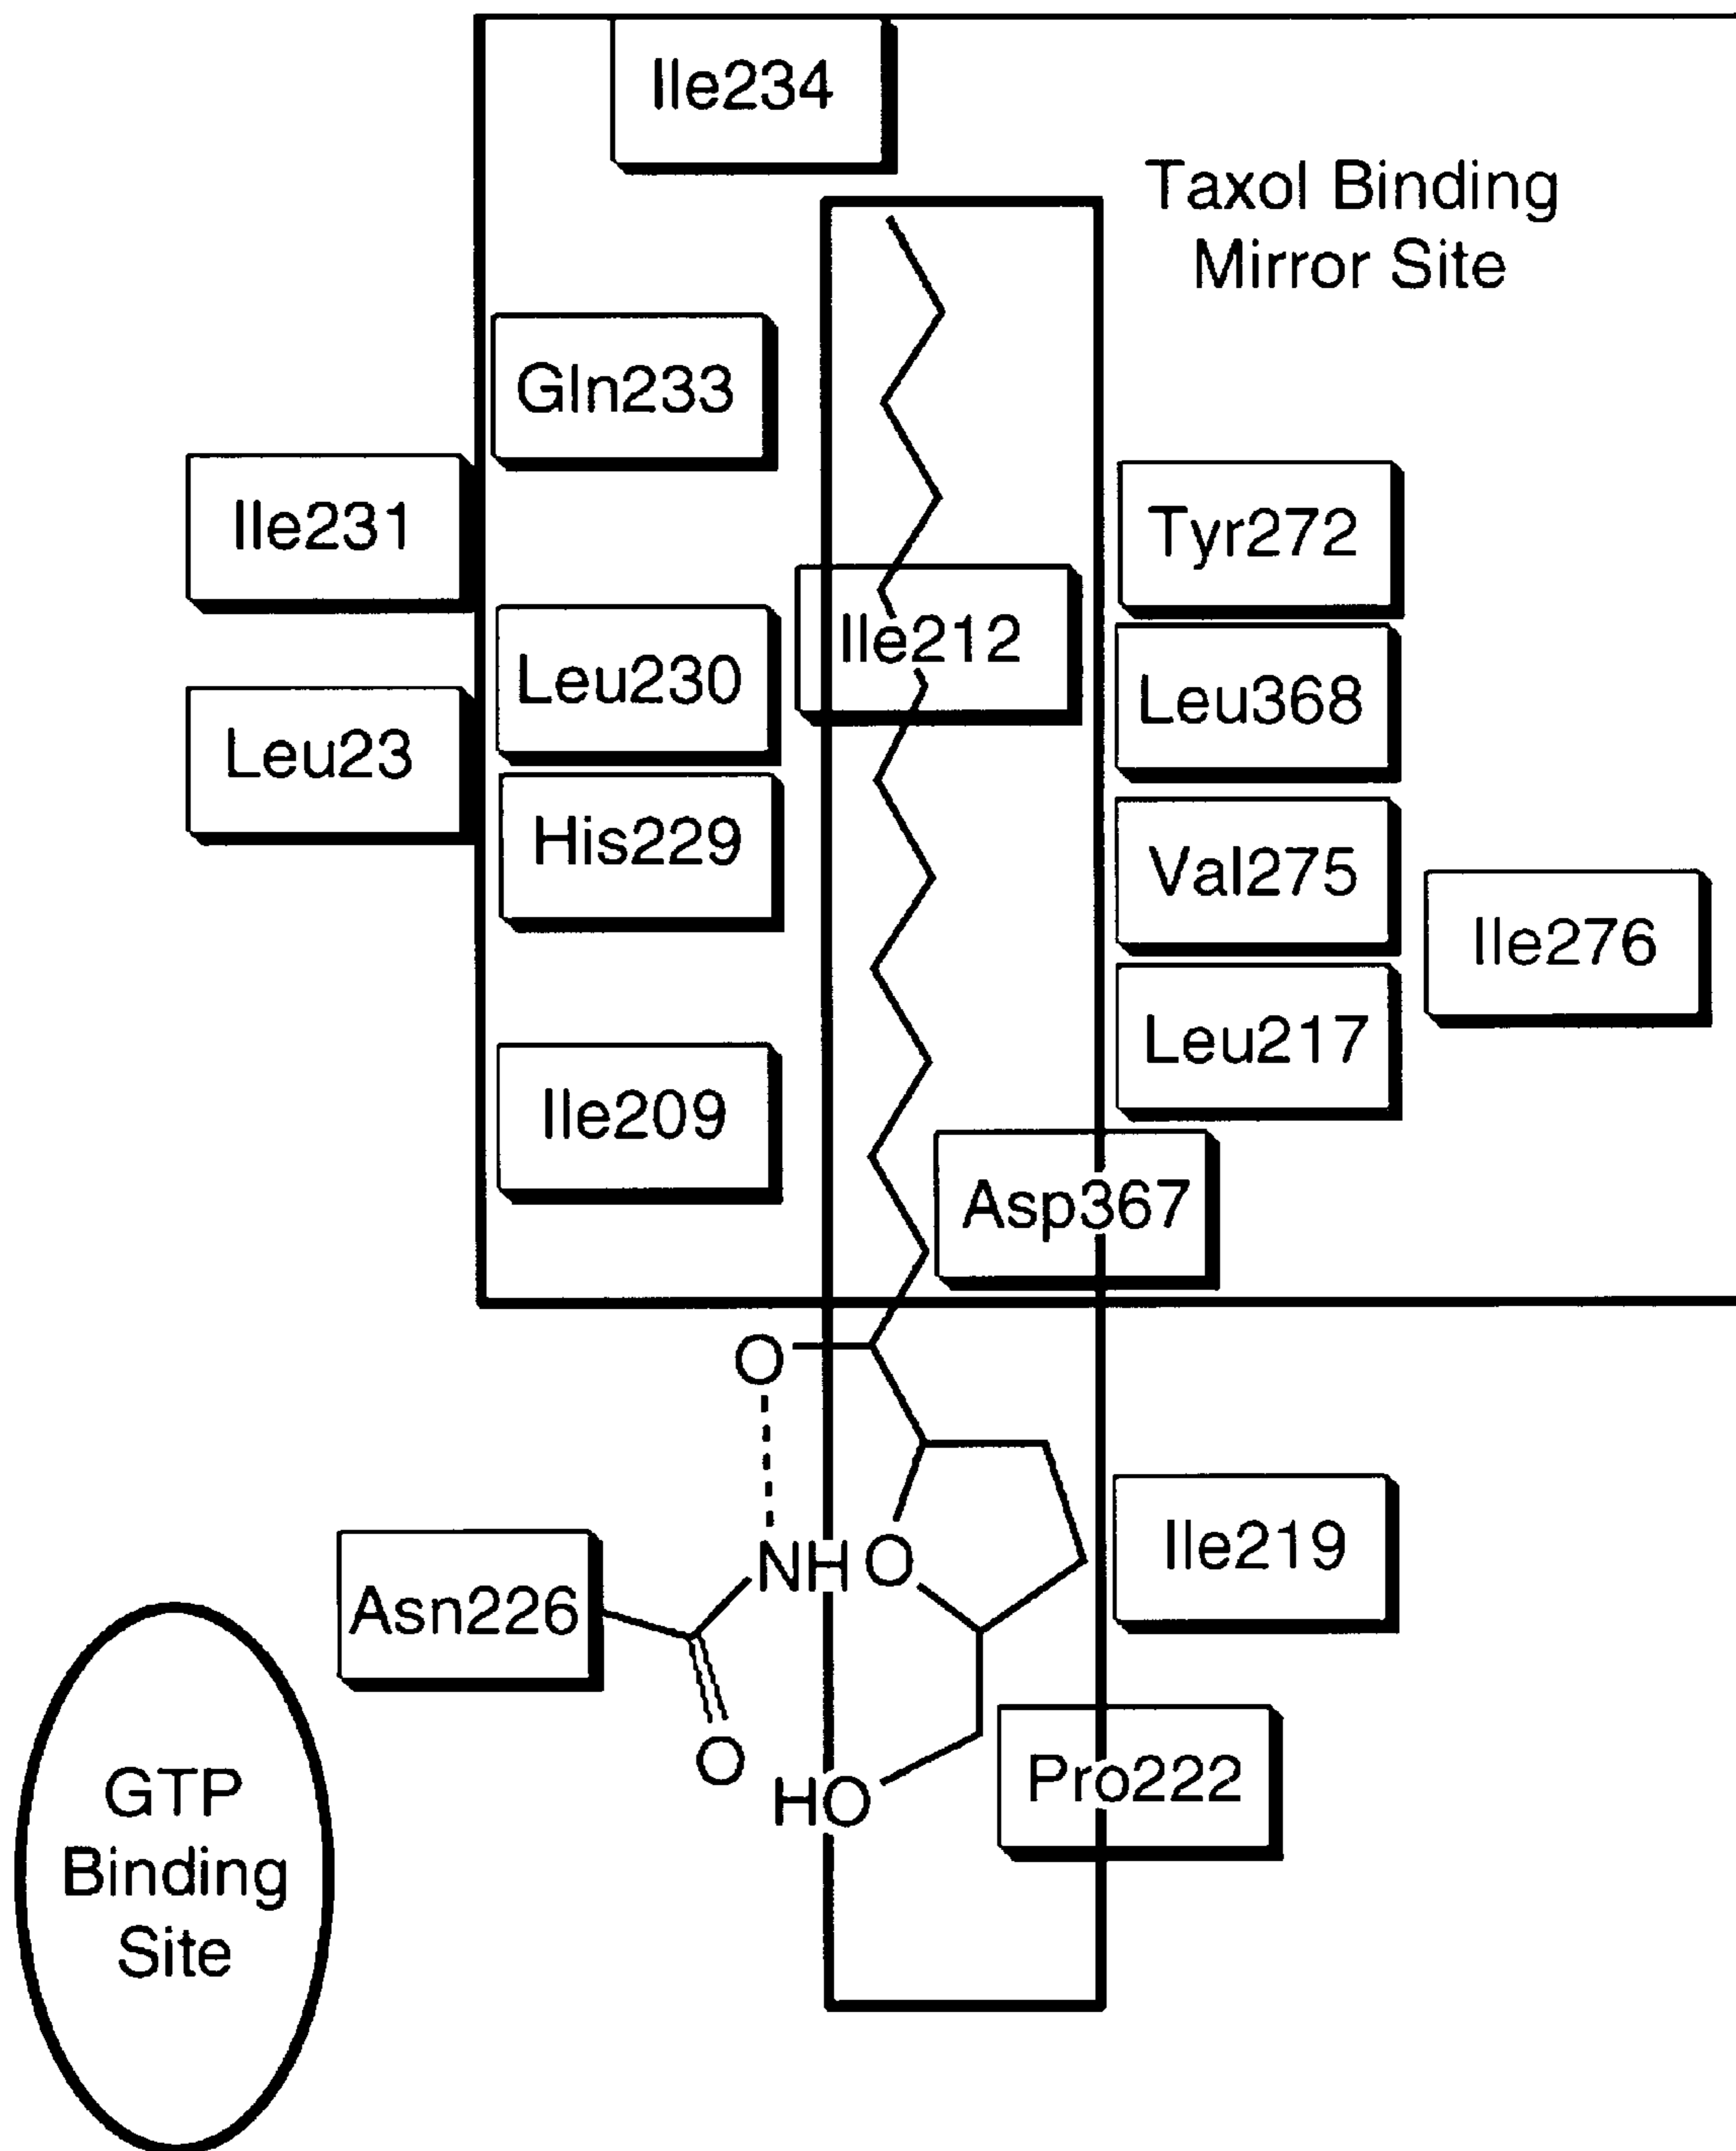 Ile234
Taxol Binding
Mirror Site
Gln233
Ile231
Tyr272
Ile212
Leu230
Leu368
Leu23
His229
Val275
Ile276
Leu217
Ile209
Asp367
O
NH
O
Ile219
Asn226
O
HO
Pro222
GTP
Binding
Site